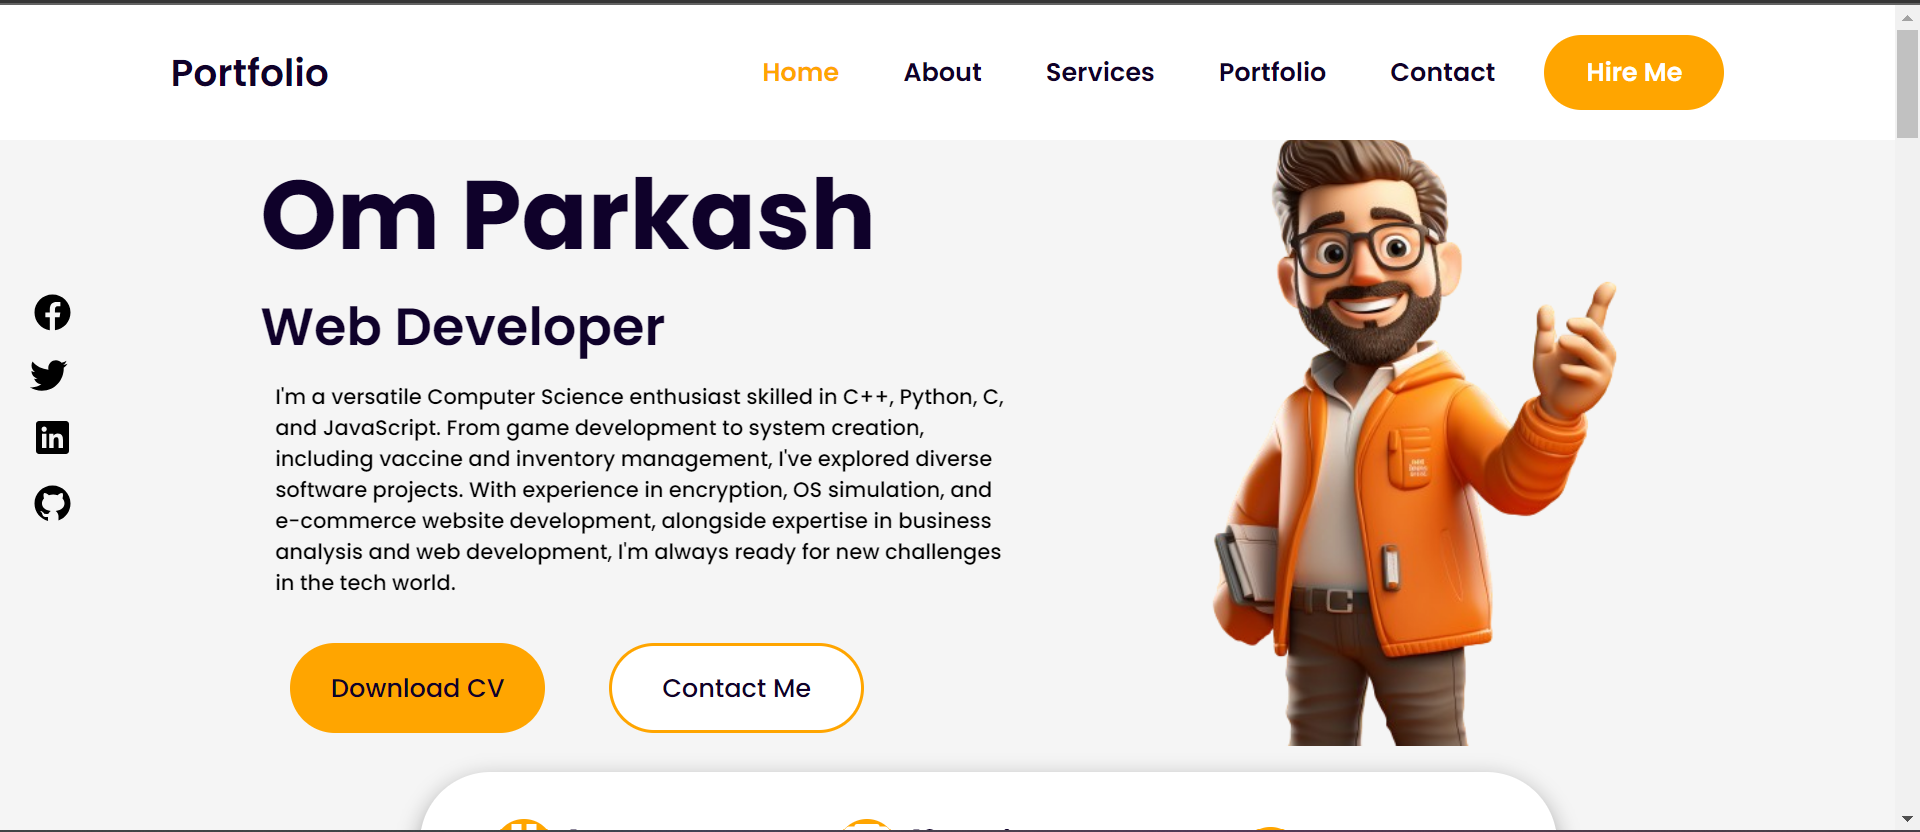 Portfolio
Home About Services Portfolio Contact Hire Me
Om Parkash
Web Developer
I'm a versatile Computer Science enthusiast skilled in C++, Python, C,
and JavaScript. From game development to system creation,
including vaccine and inventory management, I've explored diverse
software projects. With experience in encryption, OS simulation, and
e-commerce website development, alongside expertise in business
analysis and web development, I'm always ready for new challenges
in the tech world.
Download CV Contact Me